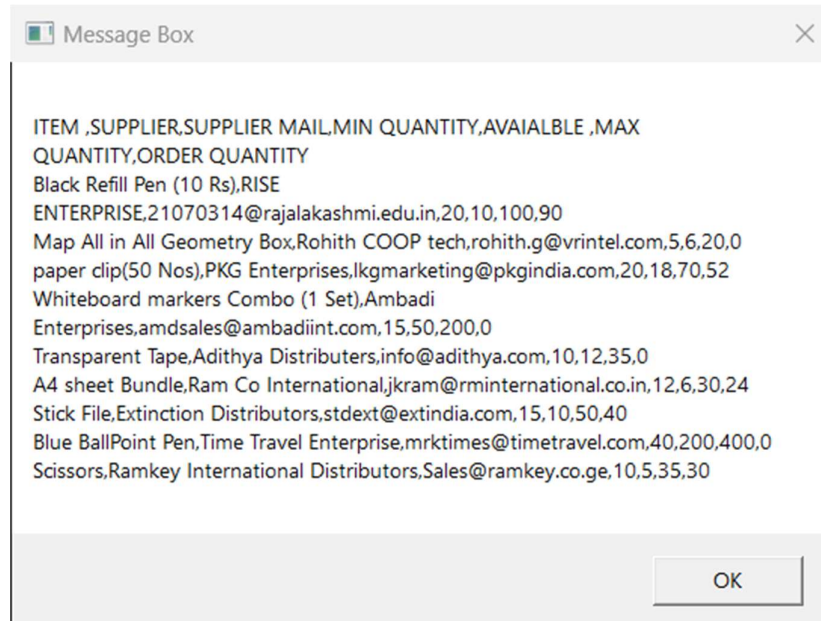 Message Box
ITEM ,SUPPLIER,SUPPLIER MAIL,MIN QUANTITY,AVAIALBLE ,MAX
QUANTITY,ORDER QUANTITY
Black Refill Pen (10 Rs),RISE
ENTERPRISE,21070314@rajalakashmi.edu.in,20,10,100,90
Map All in All Geometry Box,Rohith COOP tech,rohith.g@vrintel.com,5,6,20,0
paper clip(50 Nos),PKG Enterprises,lkgmarketing@pkgindia.com,20,18,70,52
Whiteboard markers Combo (1 Set),Ambadi
Enterprises,amdsales@ambadiint.com,15,50,200,0
Transparent Tape,Adithya Distributers,info@adithya.com,10,12,35,0
A4 sheet Bundle,Ram Co International,jkram@rminternational.co.in,12,6,30,24
Stick File,Extinction Distributors,stdext@extindia.com,15,10,50,40
Blue BallPoint Pen,Time Travel Enterprise,mrktimes@timetravel.com,40,200,400,0
Scissors,Ramkey International Distributors,Sales@ramkey.co.ge,10,5,35,30
OK